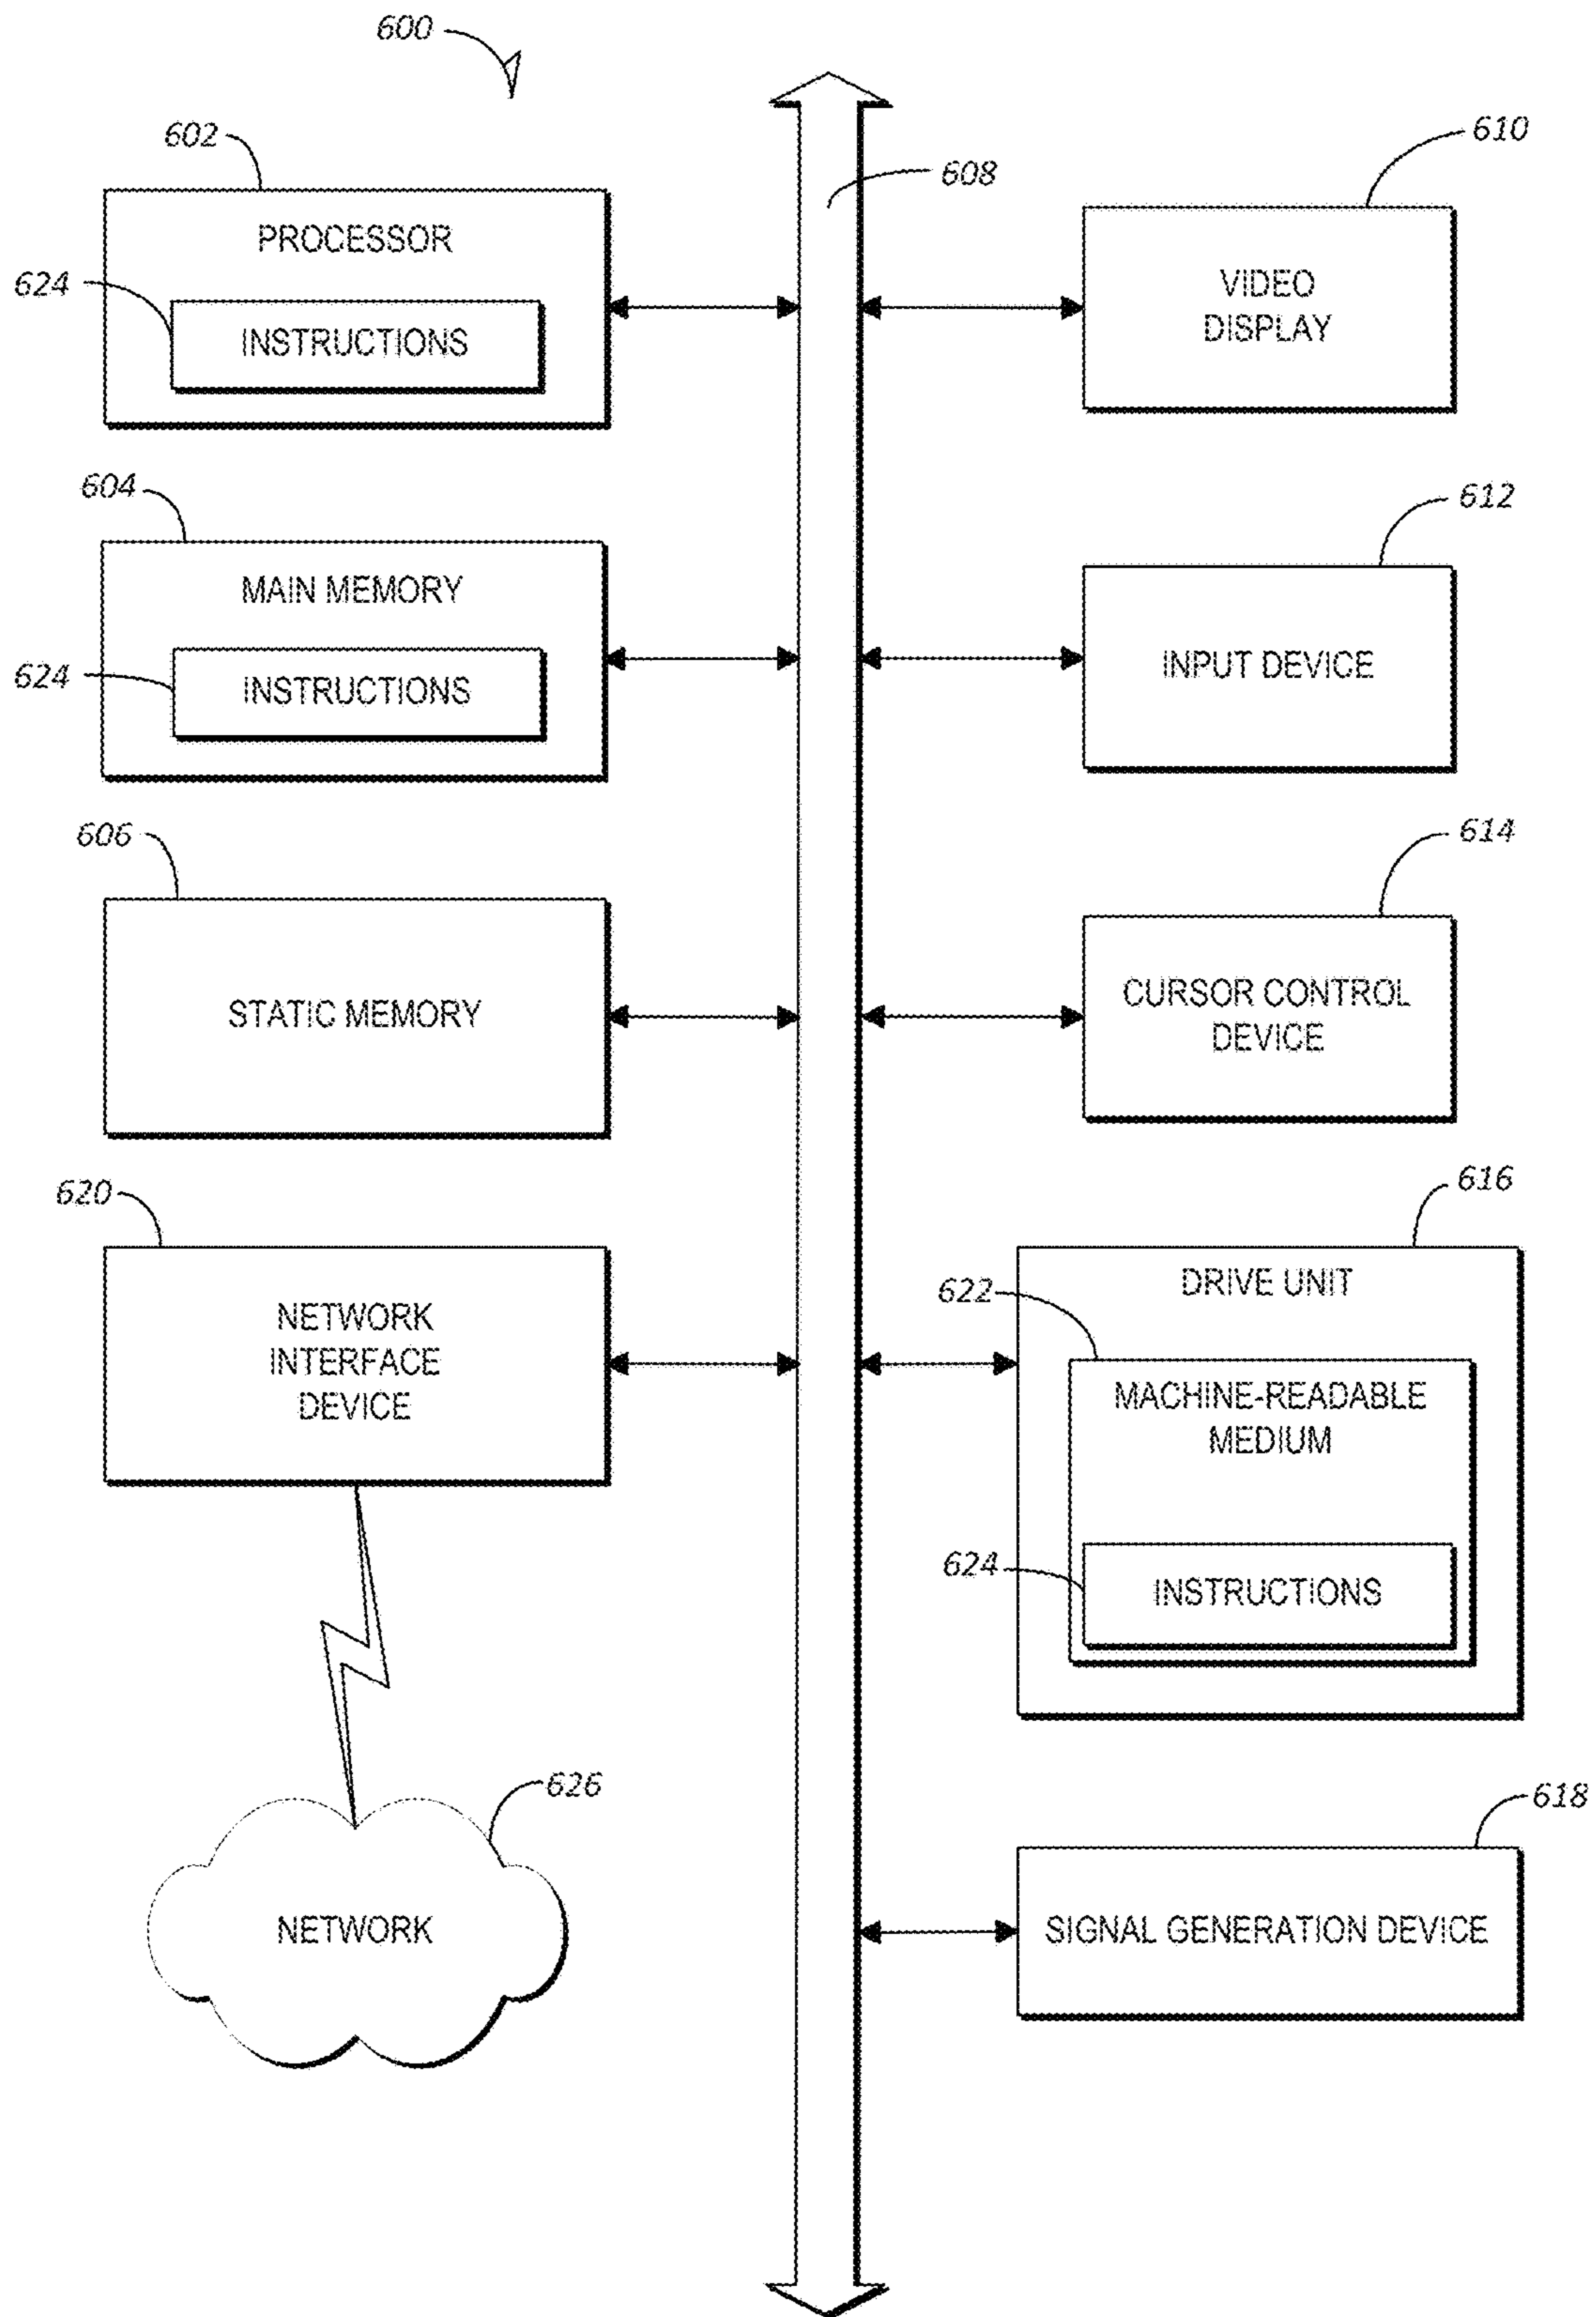 600
602
PROCESSOR
624
INSTRUCTIONS
604
MAIN MEMORY
624
INSTRUCTIONS
606
STATIC MEMORY
620
NETWORK
INTERFACE
DEVICE
626
NETWORK
608
610
VIDEO
DISPLAY
612
INPUT DEVICE
614
CURSOR CONTROL
DEVICE
616
DRIVE UNIT
622
MACHINE-READABLE
MEDIUM
624
INSTRUCTIONS
618
SIGNAL GENERATION DEVICE